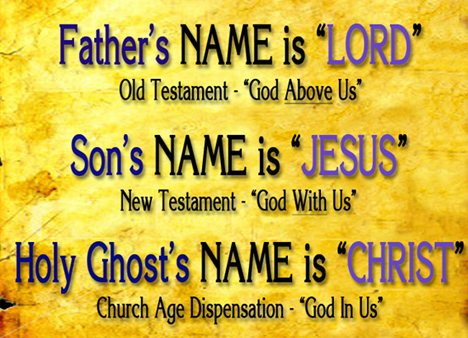 Father's NAME is "LORD"
Old Testament - "God Above Us"
Son's NAME is "JESUS"
New Testament - "God With Us"
Holy Ghost's NAME is "CHRIST"
Church Age Dispensation - "God In Us"